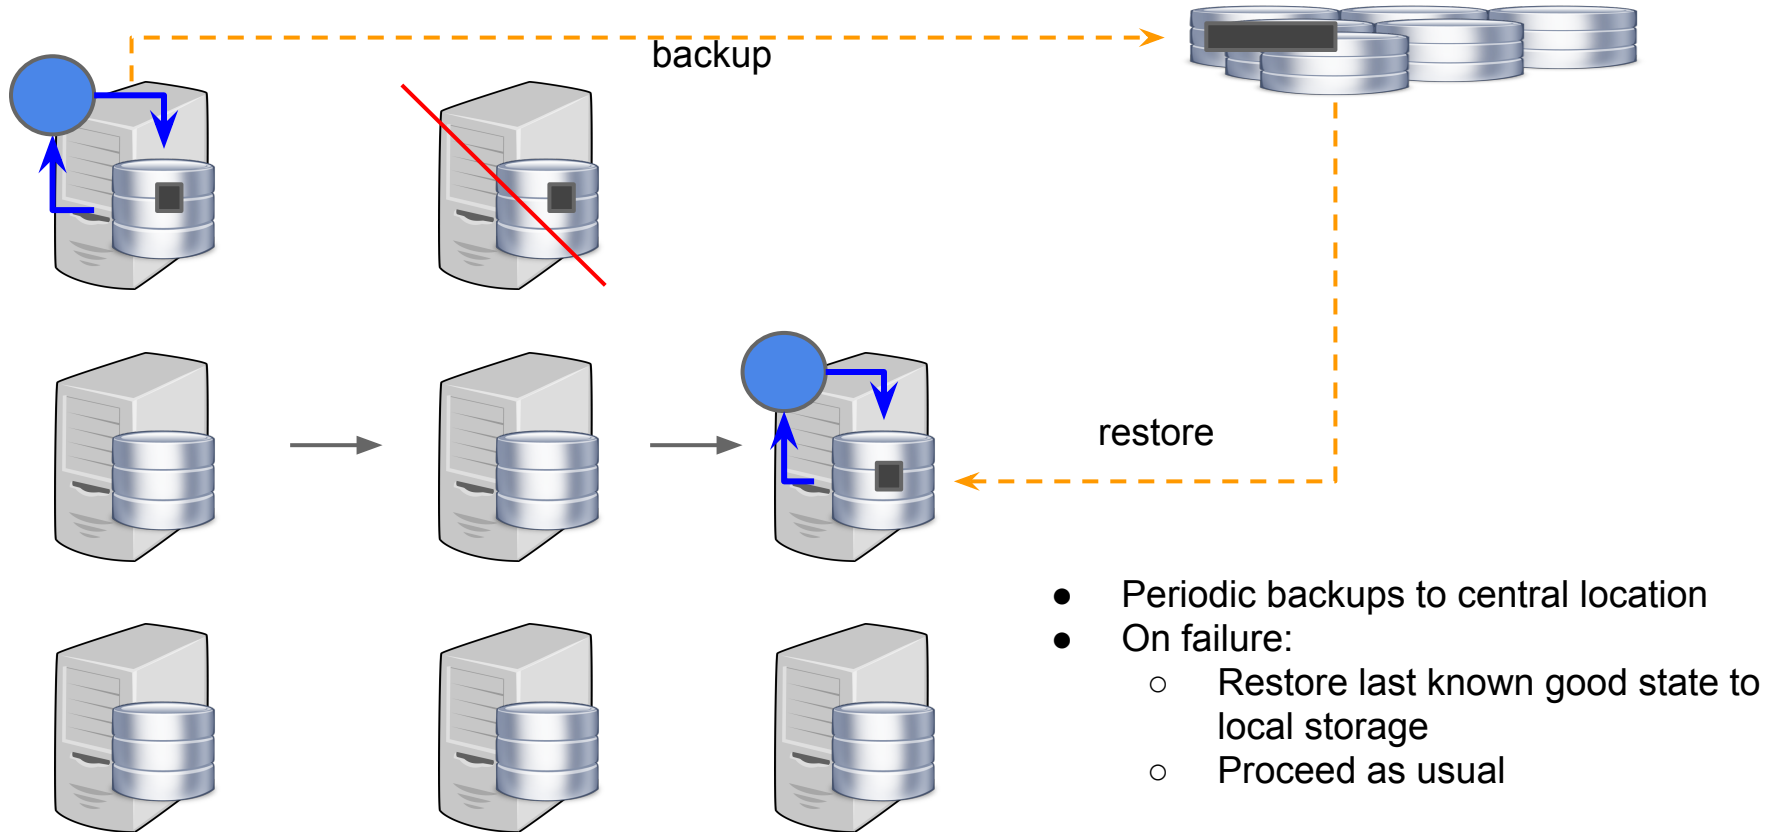 backup
restore
● Periodic backups to central location
● On failure:
○ Restore last known good state to
local storage
○ Proceed as usual